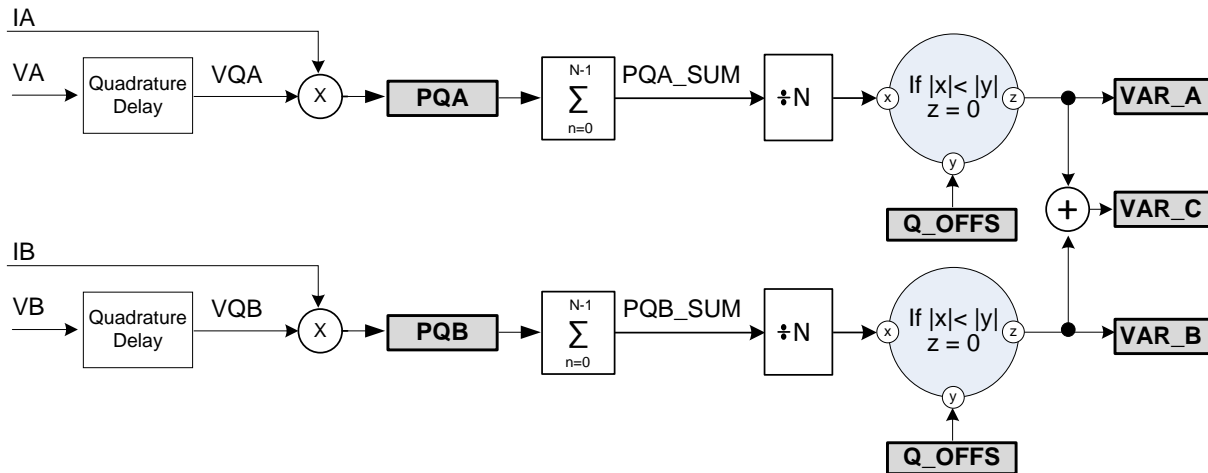 IA
VA
Quadrature
Delay
VQA
X
PQA
N-1
Σ
n=0
PQA_SUM
÷N
x
If |x|< |y|
z = 0
z
y
Q_OFFS
VAR_A
+
VAR_C
IB
VB
Quadrature
Delay
VQB
X
PQB
N-1
Σ
n=0
PQB_SUM
÷N
x
If |x|< |y|
z = 0
z
y
Q_OFFS
VAR_B